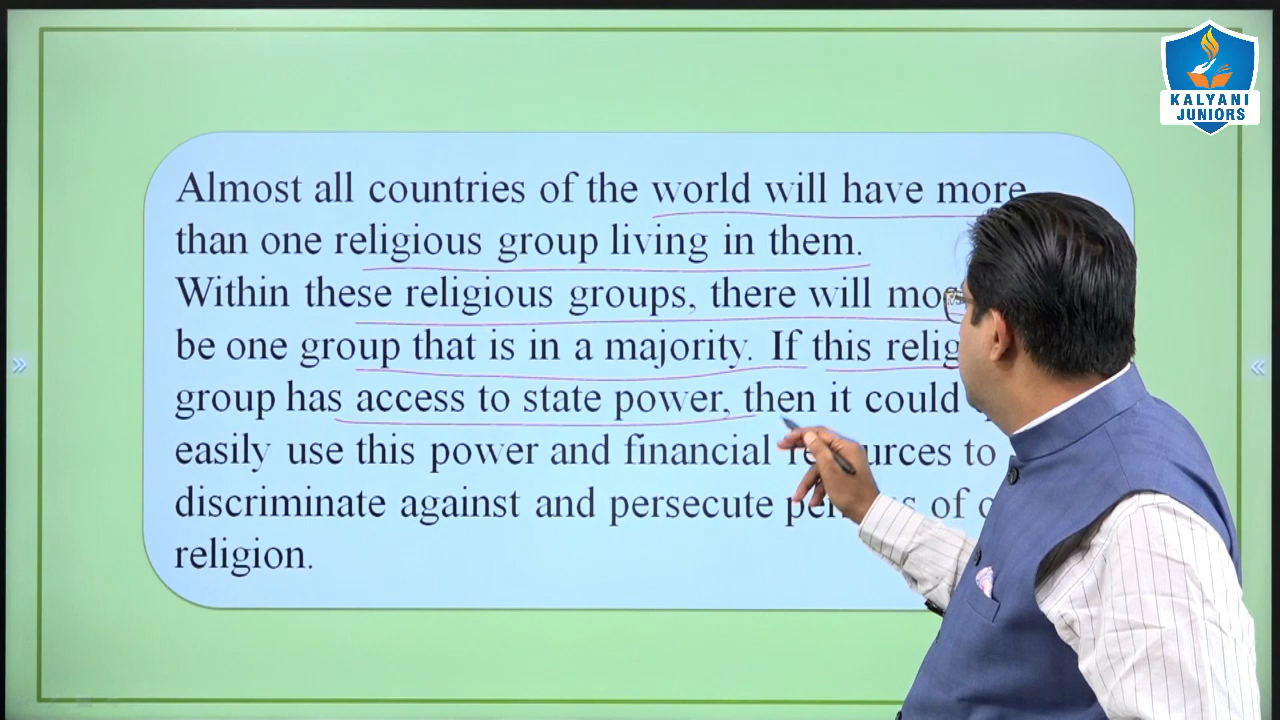 KALYANI
JUNIORS
Almost all countries of the world will have more
than one religious group living in them.
Within these religious groups, there will
be one group that is in a majority. If this
group has access to state power, then it could
easily use this power and financial to
discriminate against and persecute of
religion.